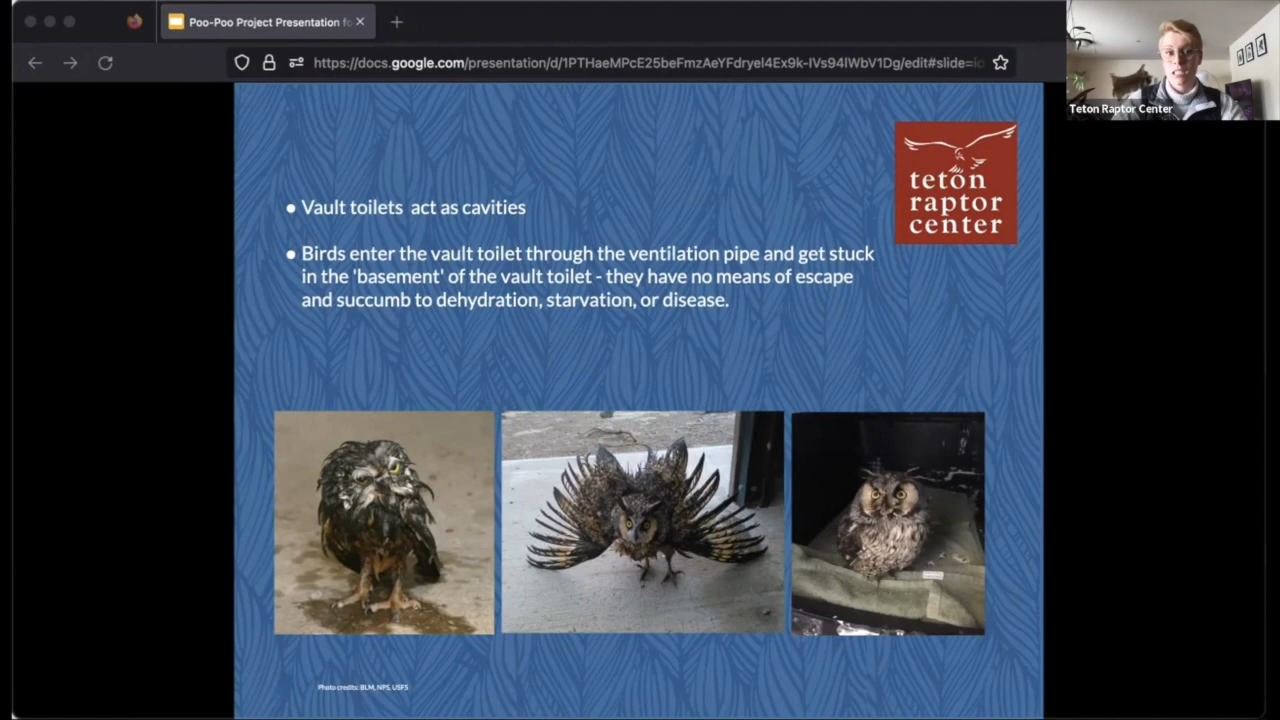 Poo-Poo Project Presentation fo
https://docs.google.com/presentation/d/1PTHaeMPcE25beFmzAeYFdryel4Ex9k-IVs94lWbV1Dg/edit#slide=ic
Teton Raptor Center
teton
raptor
center
● Vault toilets act as cavities
● Birds enter the vault toilet through the ventilation pipe and get stuck
in the 'basement' of the vault toilet - they have no means of escape
and succumb to dehydration, starvation, or disease.
Photo credits: BLM, NPS, USFS